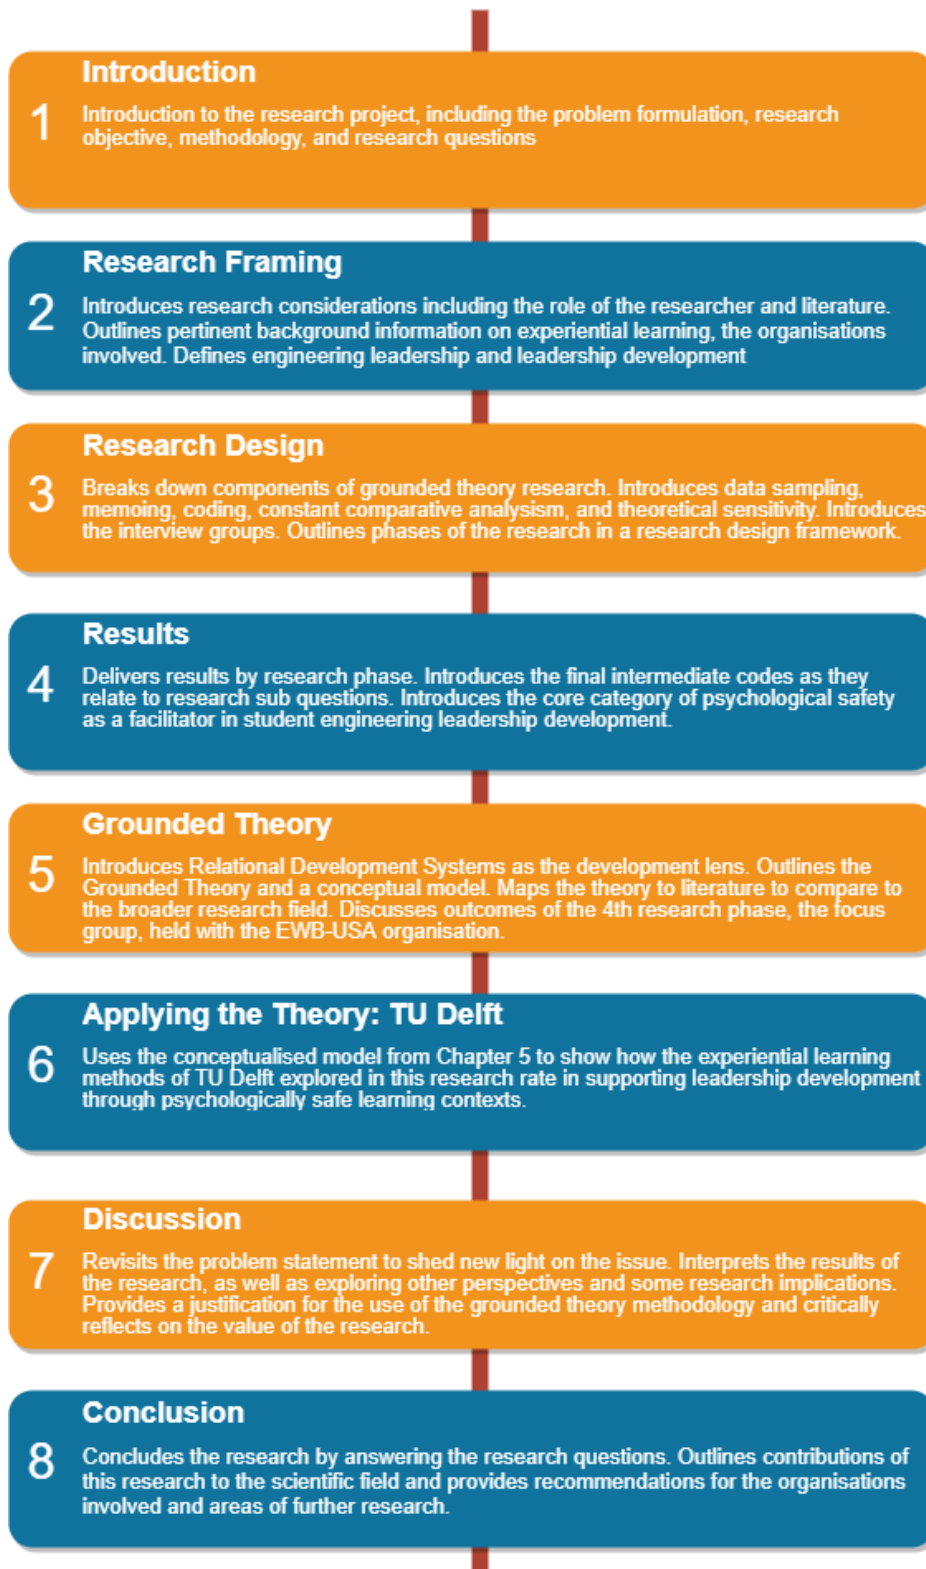 Introduction
1
Introduction to the research project, including the problem formulation, research
objective, methodology, and research questions
Research Framing
2
Introduces research considerations including the role of the researcher and literature.
Outlines pertinent background information on experiential learning, the organisations
involved. Defines engineering leadership and leadership development
Research Design
3
Breaks down components of grounded theory research. Introduces data sampling,
memoing, coding, constant comparative analysism, and theoretical sensitivity. Introduces
the interview groups. Outlines phases of the research in a research design framework.
Results
4
Delivers results by research phase. Introduces the final intermediate codes as they
relate to research sub questions. Introduces the core category of psychological safety
as a facilitator in student engineering leadership development.
Grounded Theory
5
Introduces Relational Development Systems as the development lens. Outlines the
Grounded Theory and a conceptual model. Maps the theory to literature to compare to
the broader research field. Discusses outcomes of the 4th research phase, the focus
group, held with the EWB-USA organisation.
Applying the Theory: TU Delft
6
Uses the conceptualised model from Chapter 5 to show how the experiential learning
methods of TU Delft explored in this research rate in supporting leadership development
through psychologically safe learning contexts.
Discussion
7
Revisits the problem statement to shed new light on the issue. Interprets the results of
the research, as well as exploring other perspectives and some research implications.
Provides a justification for the use of the grounded theory methodology and critically
reflects on the value of the research.
Conclusion
8
Concludes the research by answering the research questions. Outlines contributions of
this research to the scientific field and provides recommendations for the organisations
involved and areas of further research.